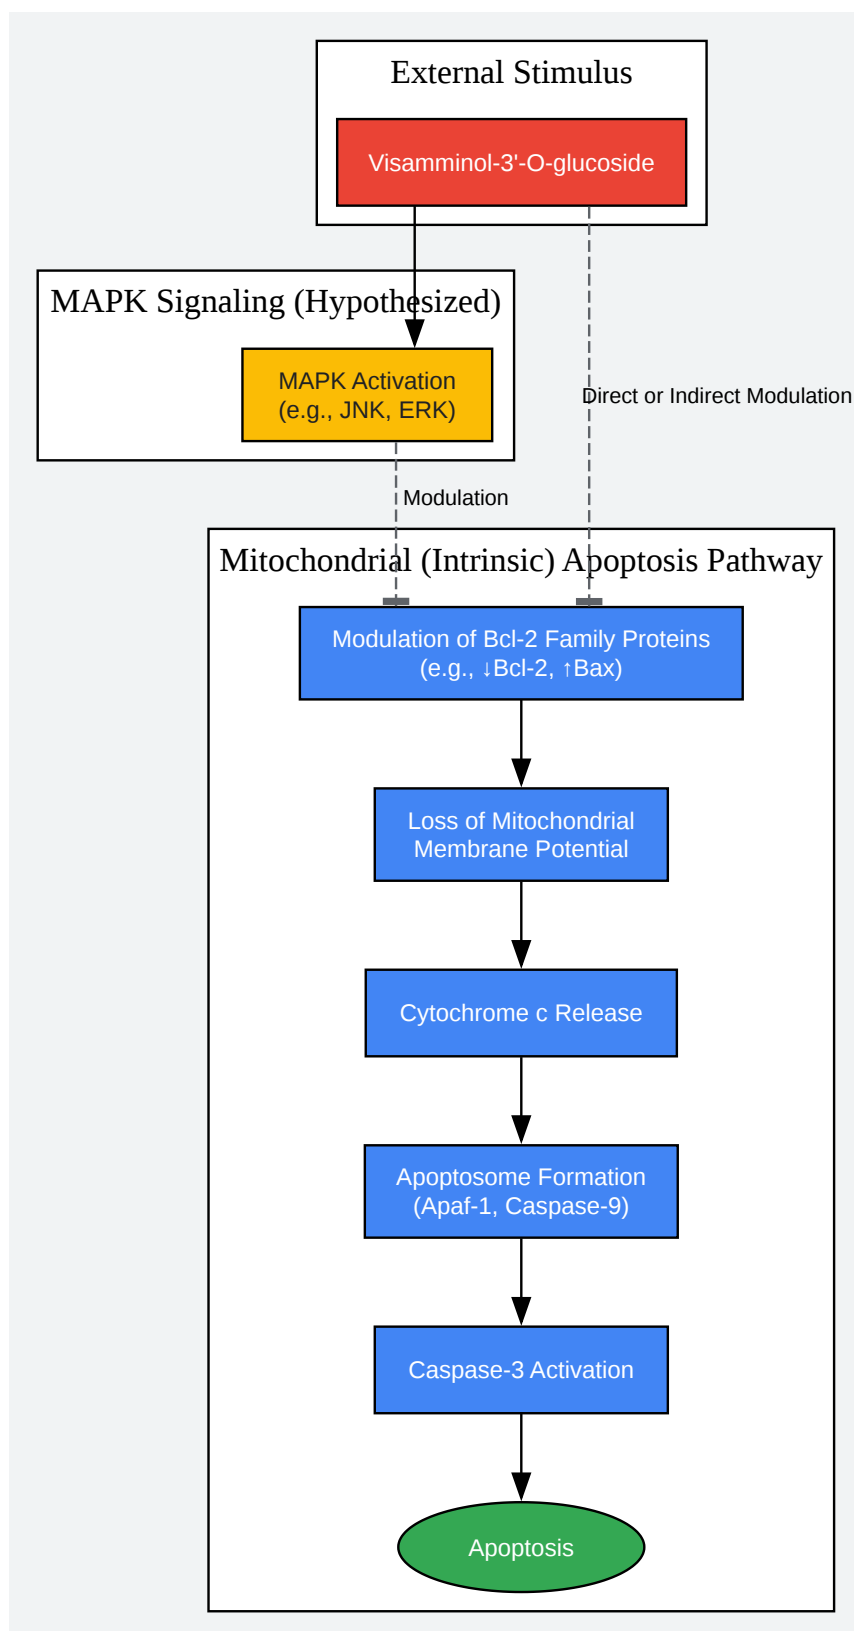 External Stimulus
Visamminol-3'-O-glucoside
MAPK Signaling (Hypothesized)
MAPK Activation
(e.g., JNK, ERK)
Direct or Indirect Modulation
Modulation
Mitochondrial (Intrinsic) Apoptosis Pathway
Modulation of Bcl-2 Family Proteins
(e.g., ↓Bcl-2, ↑Bax)
Loss of Mitochondrial
Membrane Potential
Cytochrome c Release
Apoptosome Formation
(Apaf-1, Caspase-9)
Caspase-3 Activation
Apoptosis